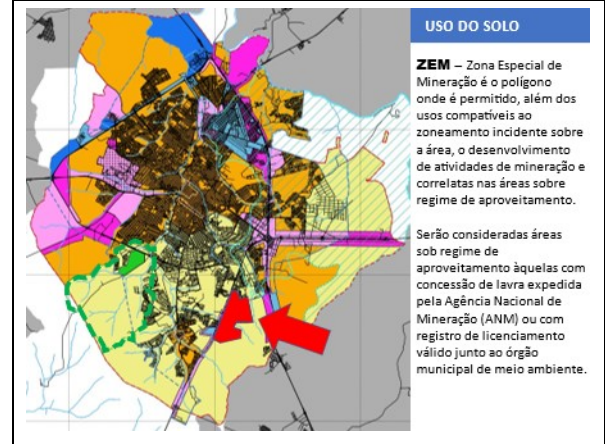 USO DO SOLO
ZEM – Zona Especial de
Mineração é o polígono
onde é permitido, além dos
usos compatíveis ao
zoneamento incidente sobre
a área, o desenvolvimento
de atividades de mineração e
correlatas nas áreas sobre
regime de aproveitamento.
Serão consideradas áreas
sob regime de
aproveitamento àquelas com
concessão de lavra expedida
pela Agência Nacional de
Mineração (ANM) ou com
registro de licenciamento
válido junto ao órgão
municipal de meio ambiente.